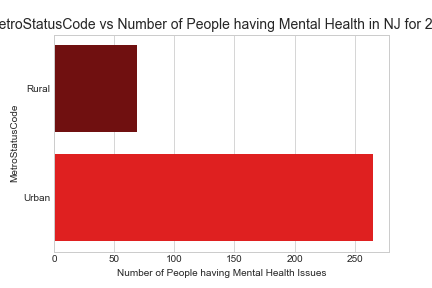 etroStatusCode vs Number of People having Mental Health in NJ for 2
Rural
Urban
MetroStatusCode
0 50 100 150 200 250
Number of People having Mental Health Issues